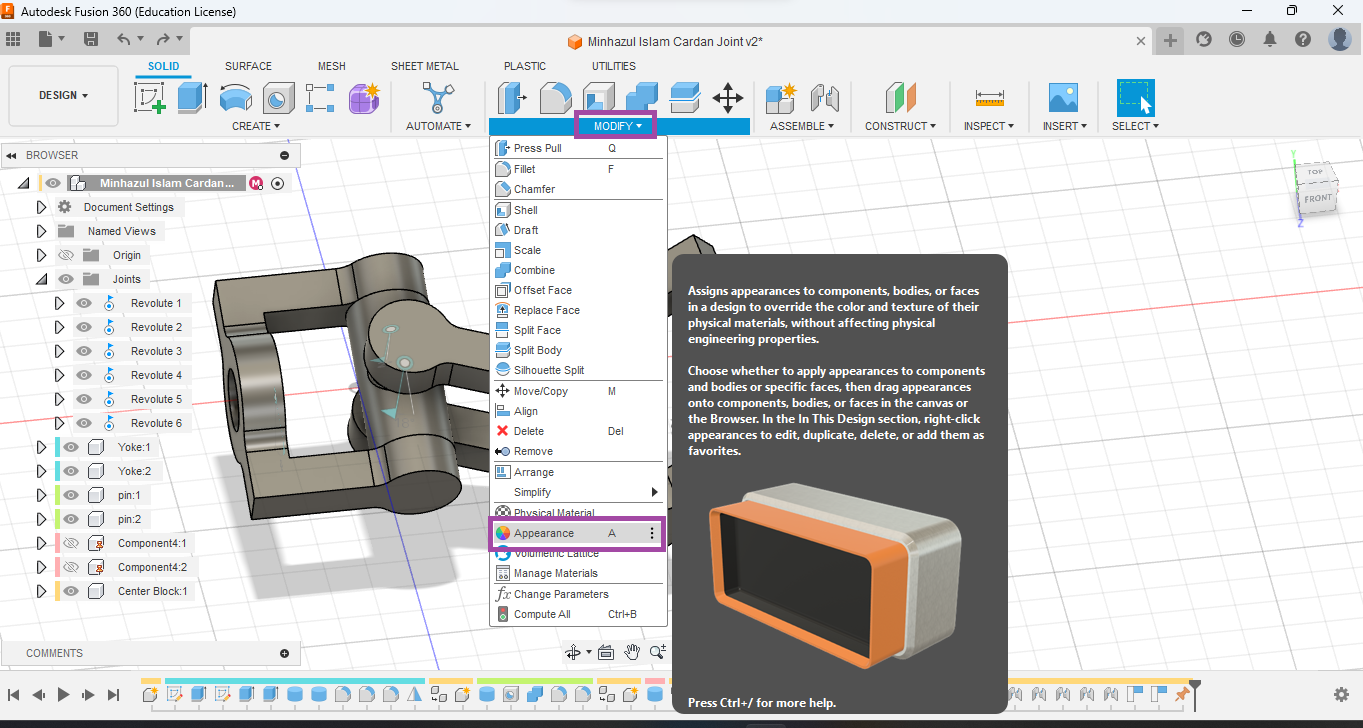 Autodesk Fusion 360 (Education License)
Minhazul Islam Cardan Joint v2*
SOLID
SURFACE
MESH
SHEET METAL
PLASTIC
UTILITIES
DESIGN
CREATE
AUTOMATE
MODIFY
ASSEMBLE
CONSTRUCT
INSPECT
INSERT
SELECT
BROWSER
Minhazul Islam Cardan...
M
Document Settings
Named Views
Origin
Joints
Revolute 1
Revolute 2
Revolute 3
Revolute 4
Revolute 5
Revolute 6
Yoke:1
Yoke:2
pin:1
pin:2
Component4:1
Component4:2
Center Block:1
COMMENTS
Press Pull Q
Fillet F
Chamfer
Shell
Draft
Scale
Combine
Offset Face
Replace Face
Split Face
Split Body
Silhouette Split
Move/Copy M
Align
Delete Del
Remove
Arrange
Simplify
Physical Material
Appearance A
Volumetric Lattice
Manage Materials
fx Change Parameters
Compute All Ctrl+B
Assigns appearances to components, bodies, or faces
in a design to override the color and texture of their
physical materials, without affecting physical
engineering properties.
Choose whether to apply appearances to components
and bodies or specific faces, then drag appearances
onto components, bodies, or faces in the canvas or
the Browser. In the In This Design section, right-click
appearances to edit, duplicate, delete, or add them as
favorites.
Press Ctrl+/ for more help.
Y
TOP
FRONT
Z